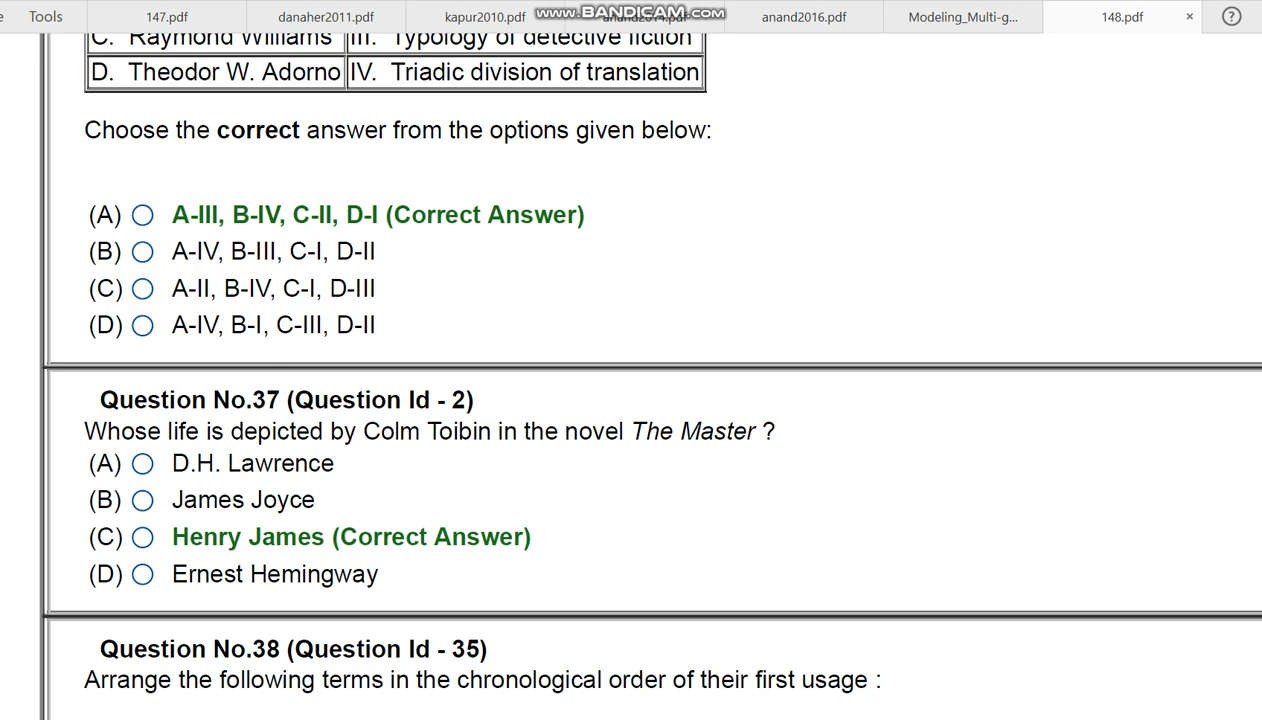 e Tools 147.pdf danaher2011.pdf kapur2010.pdf anand2014.pdf anand2016.pdf Modeling_Multi-g... 148.pdf × ?
www.BANDICAM.com
C. Raymond Williams III. Typology of detective fiction
D. Theodor W. Adorno IV. Triadic division of translation
Choose the correct answer from the options given below:
(A) A-III, B-IV, C-II, D-I (Correct Answer)
(B) A-IV, B-III, C-I, D-II
(C) A-II, B-IV, C-I, D-III
(D) A-IV, B-I, C-III, D-II
Question No.37 (Question Id - 2)
Whose life is depicted by Colm Toibin in the novel The Master ?
(A) D.H. Lawrence
(B) James Joyce
(C) Henry James (Correct Answer)
(D) Ernest Hemingway
Question No.38 (Question Id - 35)
Arrange the following terms in the chronological order of their first usage :